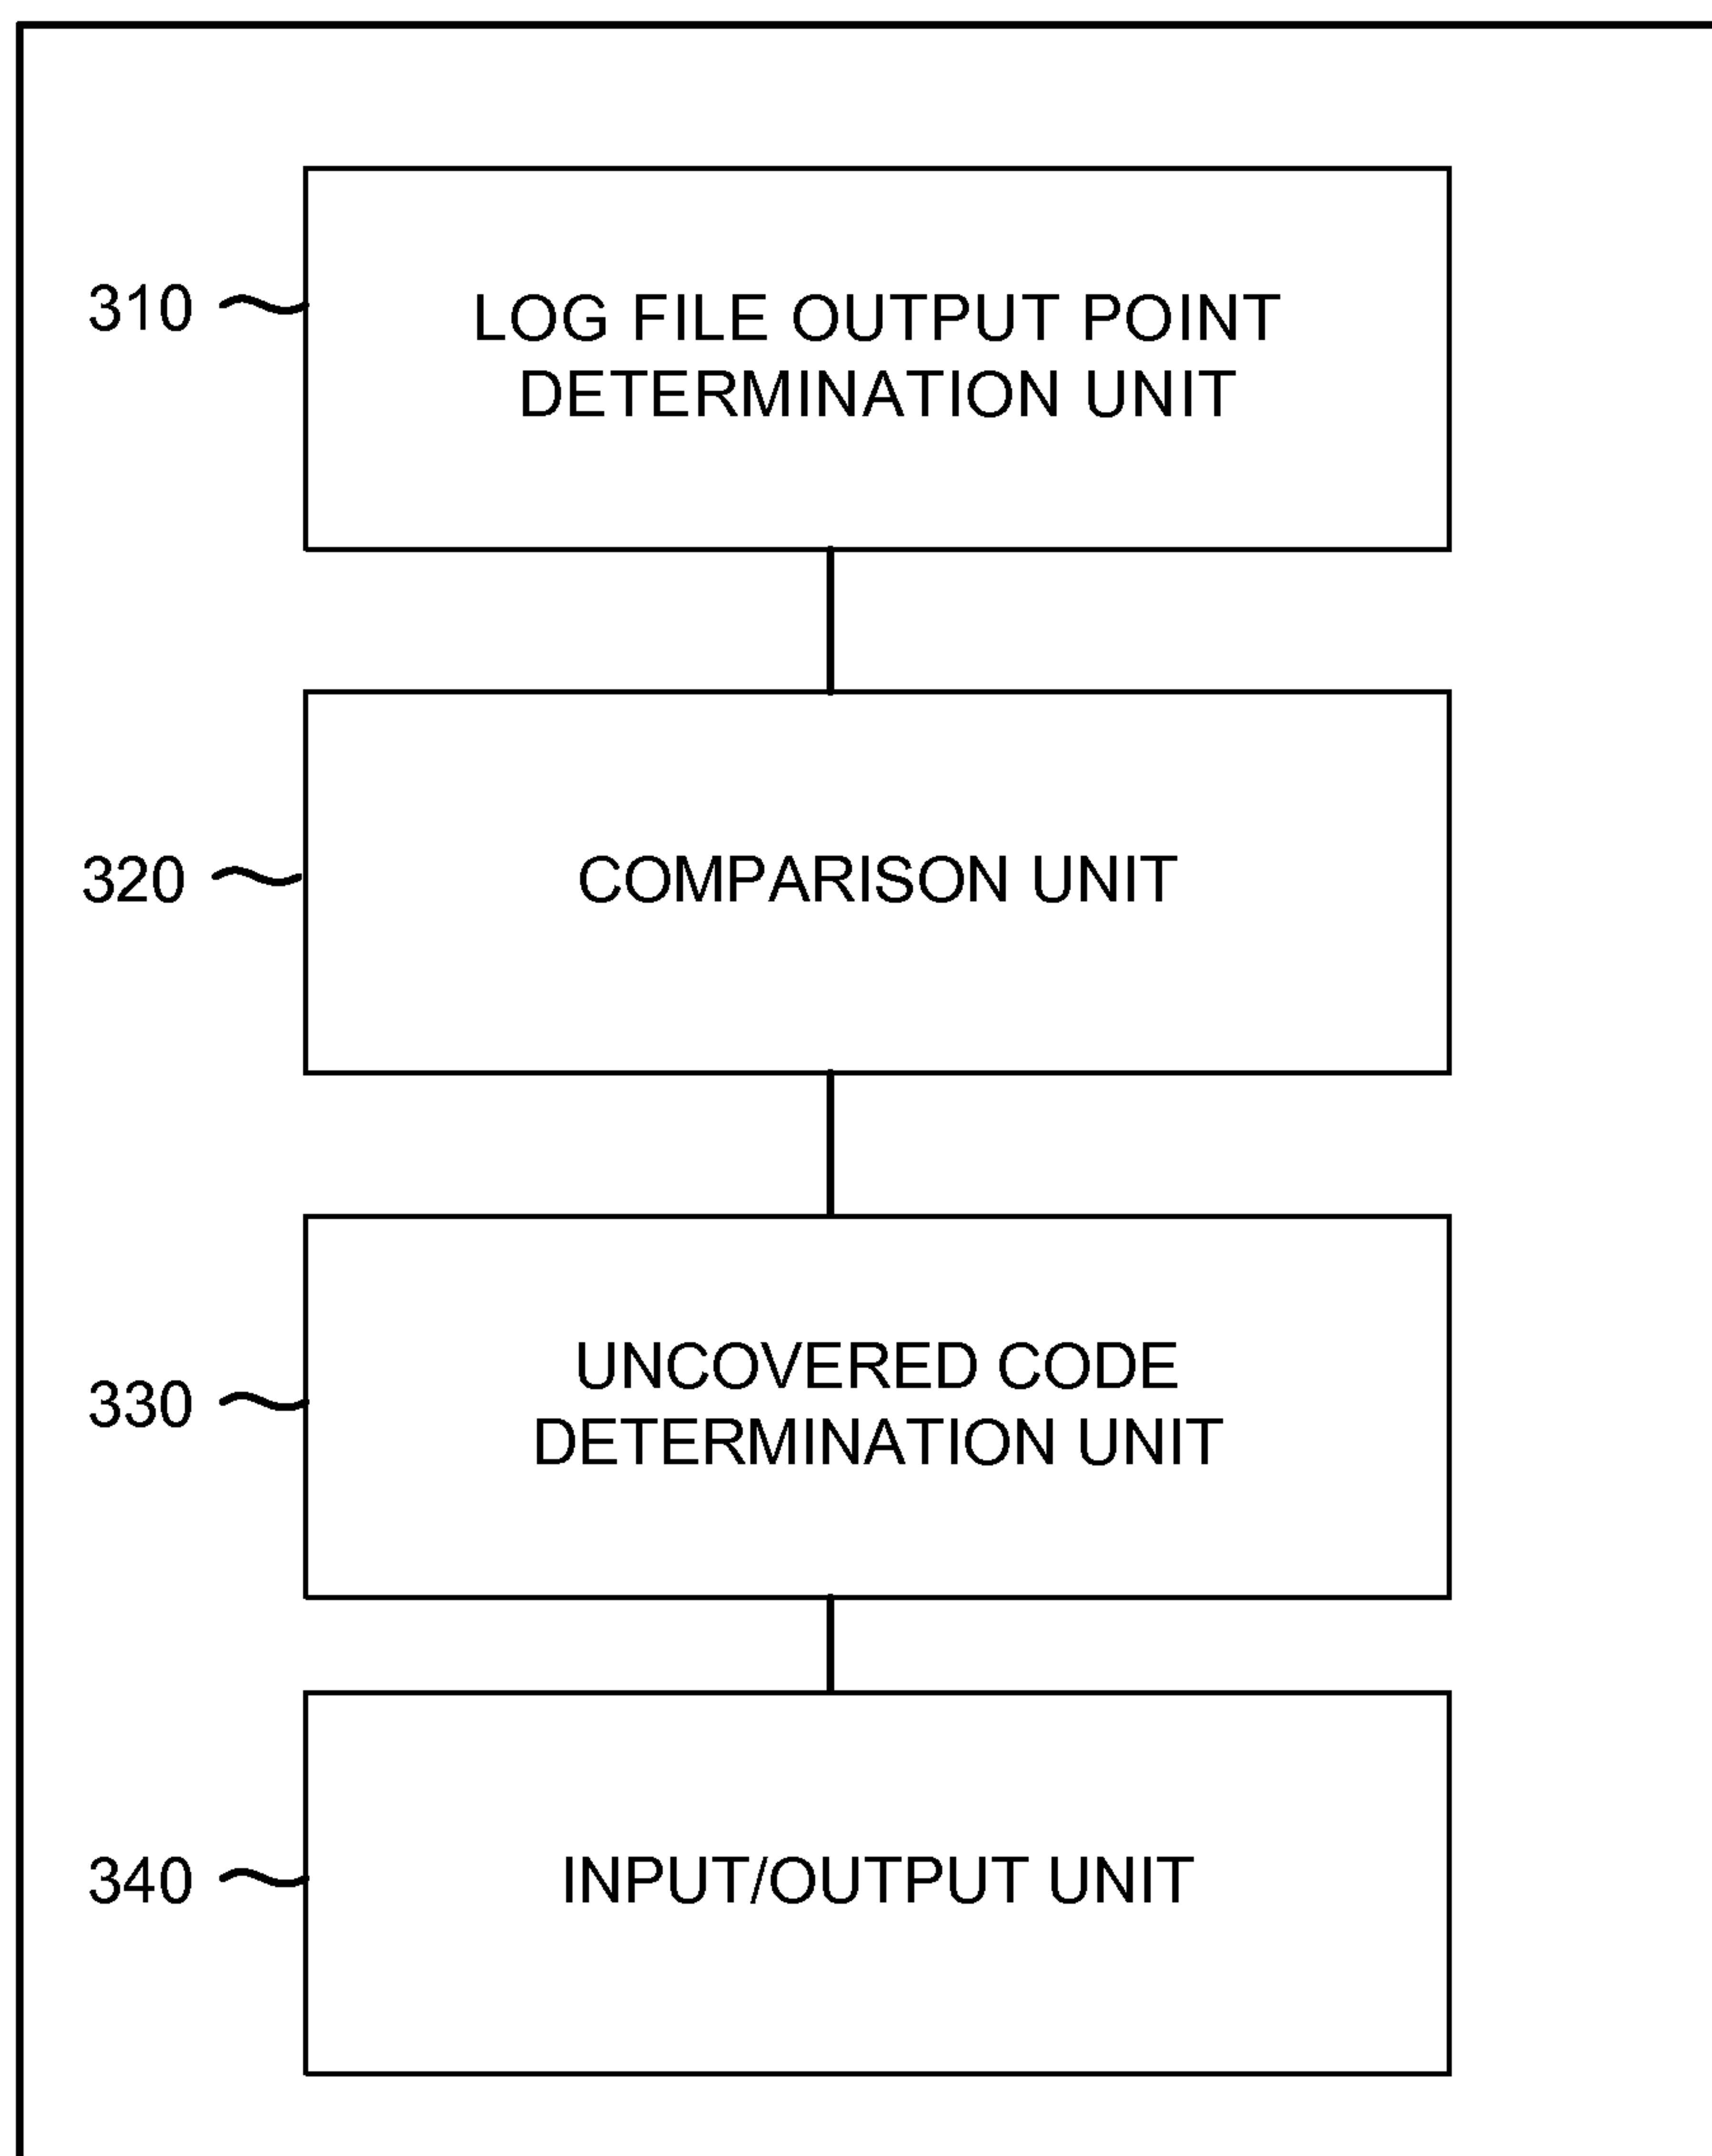 310
LOG FILE OUTPUT POINT
DETERMINATION UNIT
320
COMPARISON UNIT
330
UNCOVERED CODE
DETERMINATION UNIT
340
INPUT/OUTPUT UNIT